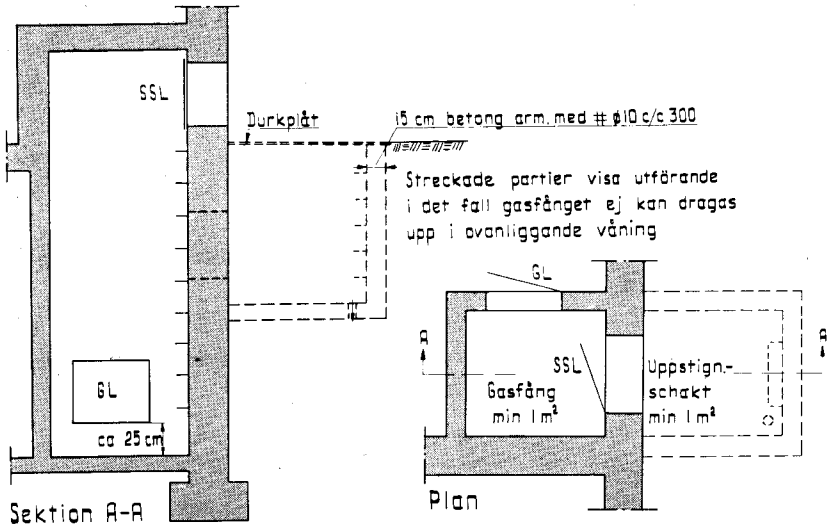 SSL
Durkplåt
15 cm betong arm. med # ø10 c/c 300
Streckade partier visa utförande
i det fall gasfånget ej kan dragas
upp i ovanliggande våning
GL
ca 25 cm
Sektion A-A
GL
A
A
SSL
Gasfång
min 1 m²
Uppstign.-
schakt
min 1 m²
Plan